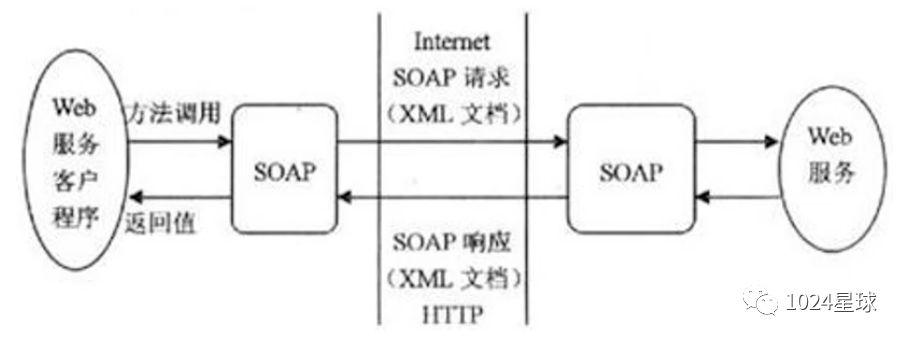 Web
服务
客户
程序
方法调用
返回值
SOAP
Internet
SOAP 请求
（XML 文档）
SOAP 响应
（XML 文档）
HTTP
SOAP
Web
服务
1024星球